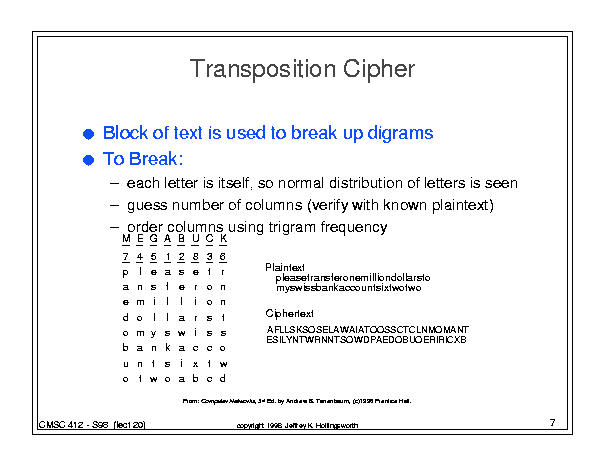 Transposition Cipher
Block of text is used to break up digrams
To Break:
– each letter is itself, so normal distribution of letters is seen
– guess number of columns (verify with known plaintext)
– order columns using trigram frequency
M E G A B U C K
7 4 5 1 2 8 3 6
p l e a s e t r
a n s f e r o n
e m i l l i o n
d o l l a r s t
o m y s w i s s
b a n k a c c o
u n t s i x t w
o t w o a b c d
Plaintext
pleasetransferonemilliondollarsto
myswissbankaccountsixtwotwo
Ciphertext
AFLLSKSOSELAWAIATOOSSCTCLNMOMANT
ESILYNTWRNNTSOWDPAEDOBUOERIRICXB
From: Computer Networks, 3rd Ed. by Andrew S. Tanenbaum, (c)1996 Prentice Hall.
CMSC 412 - S98 (lect 20)
copyright 1998 Jeffrey K. Hollingsworth
7